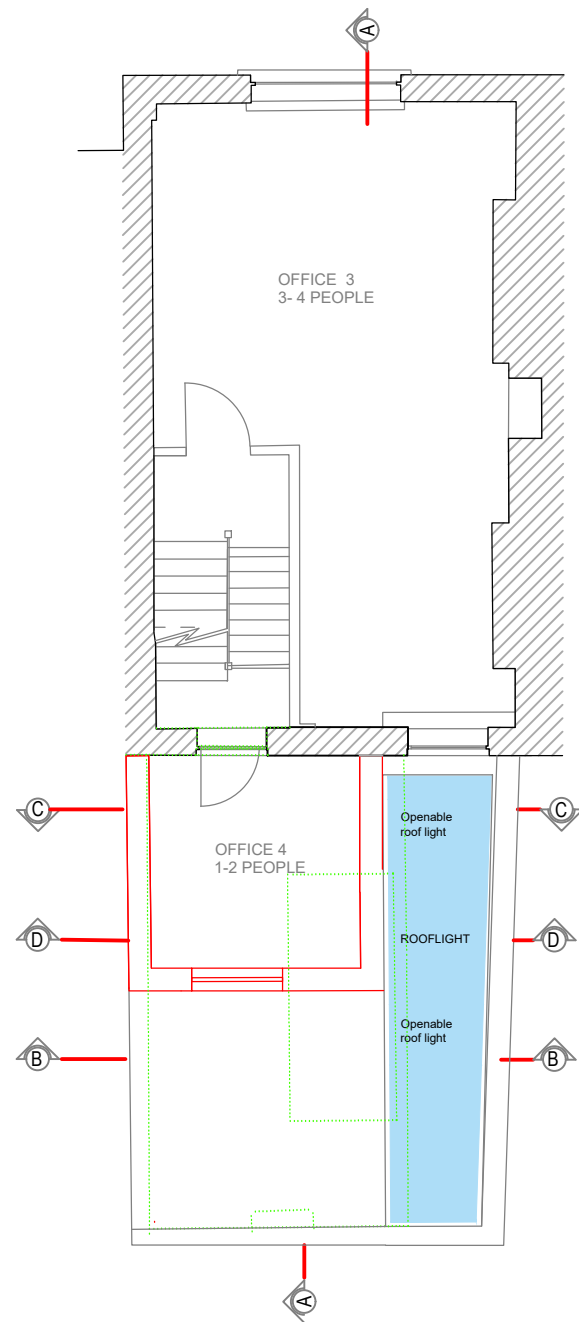 A
OFFICE 3
3- 4 PEOPLE
C
C
Openable
roof light
OFFICE 4
1-2 PEOPLE
D
ROOFLIGHT
D
Openable
roof light
B
B
A